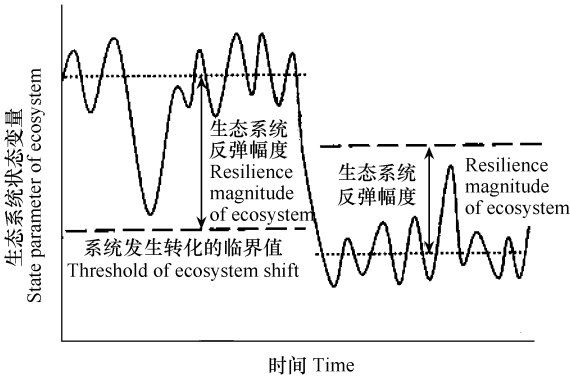 生态系统状态变量
State parameter of ecosystem
生态系统
反弹幅度
Resilience
magnitude
of ecosystem
系统发生转化的临界值
Threshold of ecosystem shift
生态系统
反弹幅度
Resilience
magnitude
of ecosystem
时间 Time